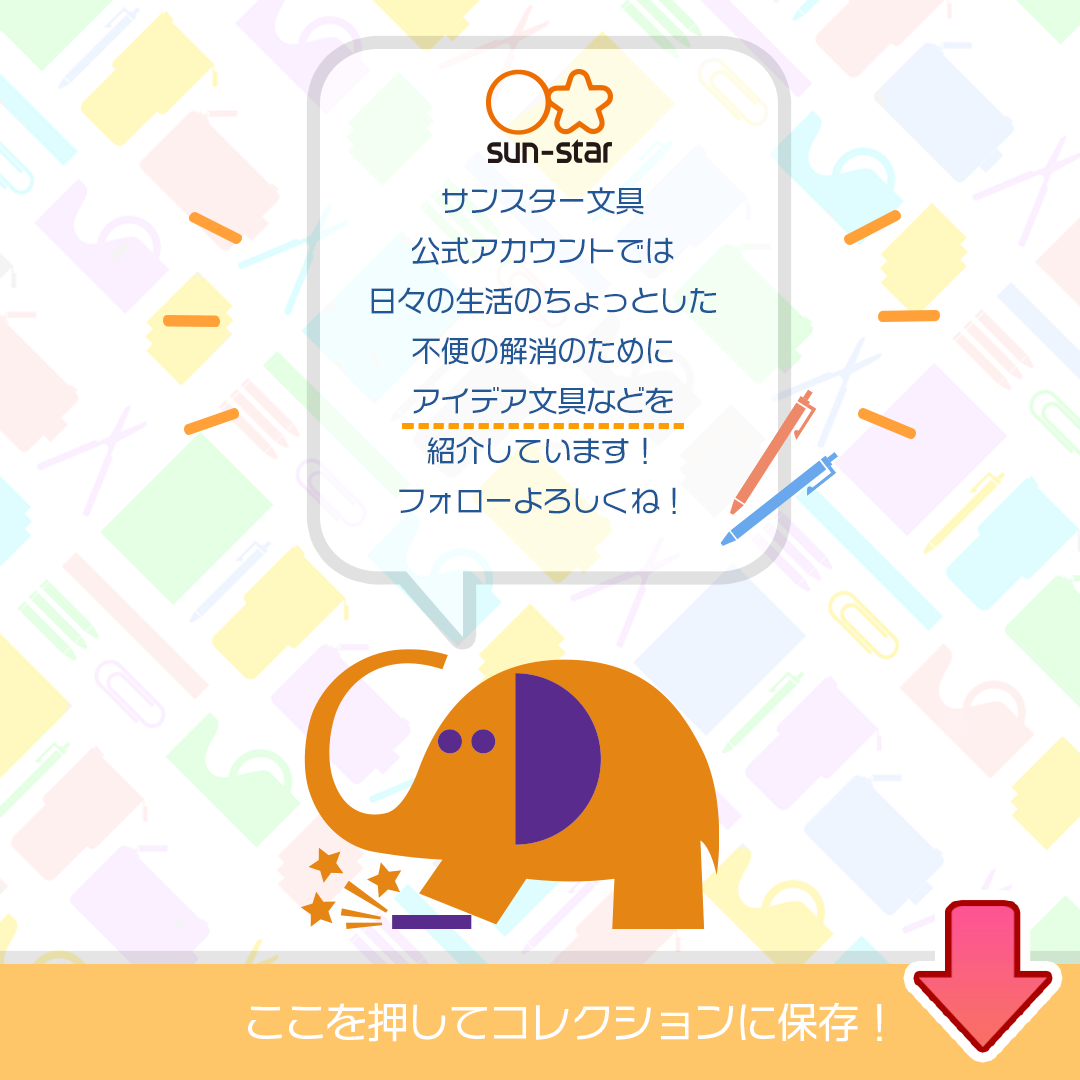 sun-star
サンスター文具
公式アカウントでは
日々の生活のちょっとした
不便の解消のために
アイデア文具などを
紹介しています！
フォローよろしくね！
ここを押してコレクションに保存！